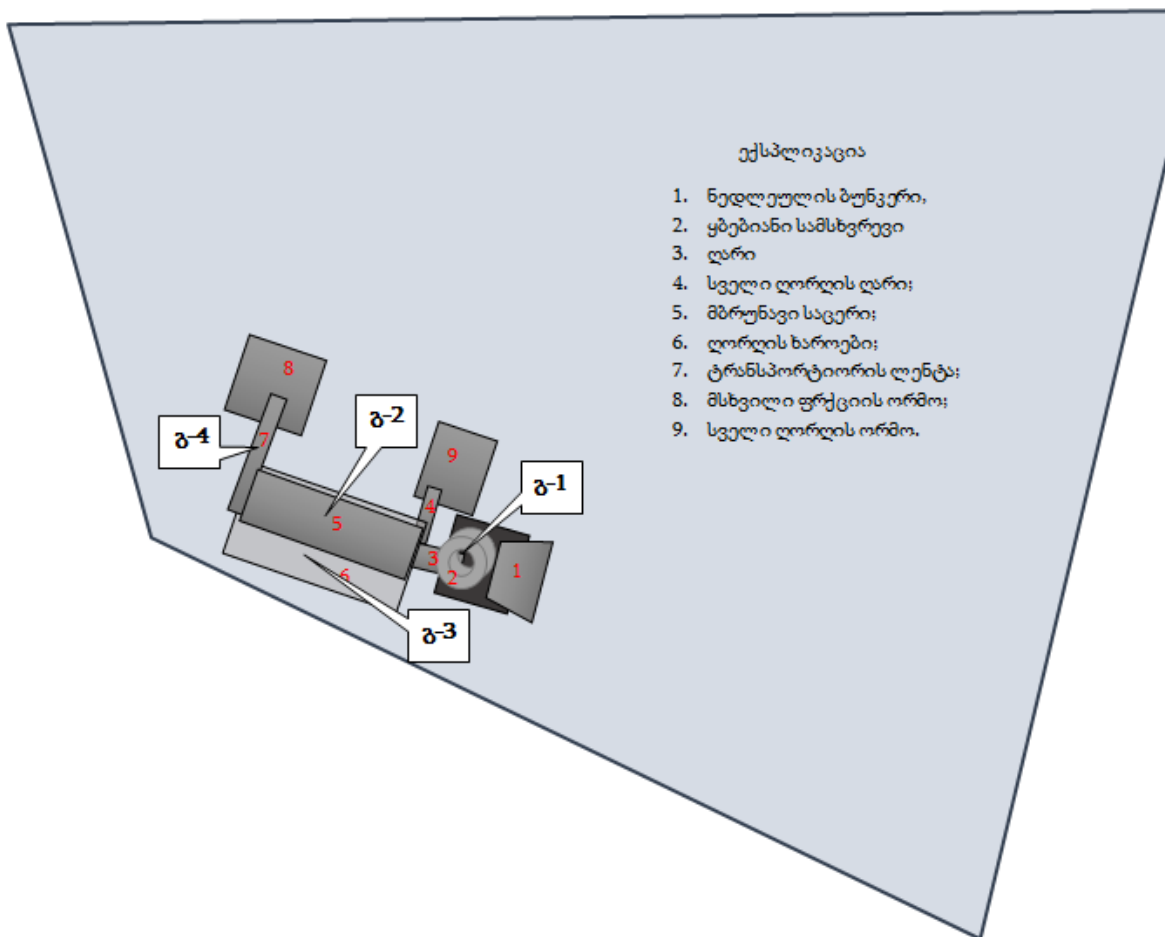 ექსპლიკაცია
1. ნედლეულის ბუნკერი,
2. ყბებიანი სამსხვრევი
3. ღარი
4. სველი ღორღის ღარი;
5. მბრუნავი საცერი;
6. ღორღის ხაროები;
7. ტრანსპორტიორის ლენტა;
8. მსხვილი ფრქციის ორმო;
9. სველი ღორღის ორმო.
8
გ-4
7
გ-2
9
4
გ-1
5
3
2
1
6
გ-3